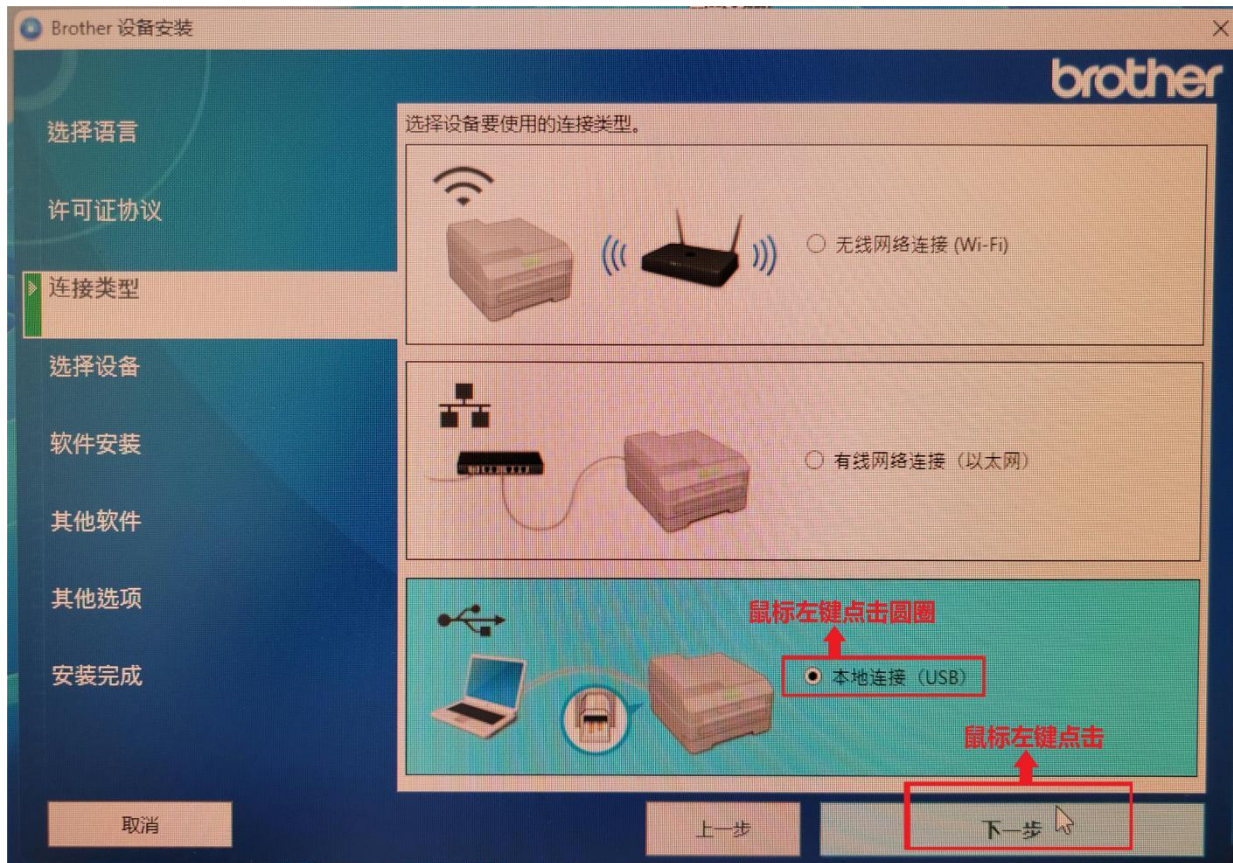 Brother 设备安装
brother
选择语言
许可证协议
连接类型
选择设备
软件安装
其他软件
其他选项
安装完成
选择设备要使用的连接类型。
无线网络连接 (Wi-Fi)
有线网络连接（以太网）
鼠标左键点击圆圈
本地连接（USB）
鼠标左键点击
取消
上一步
下一步